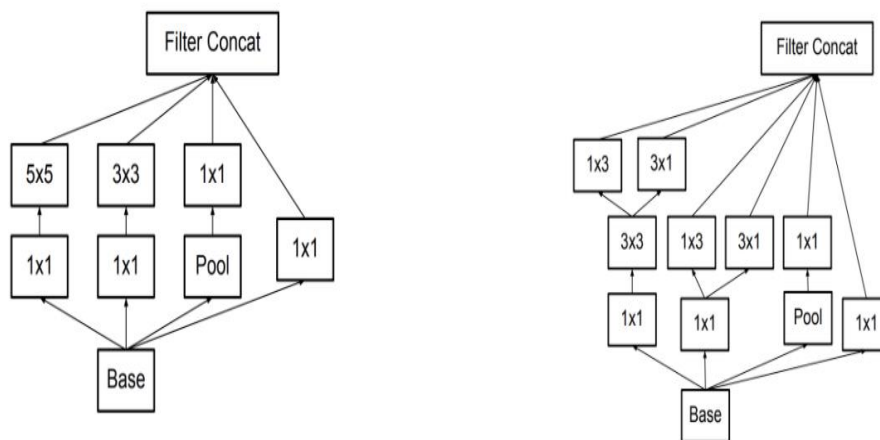 Filter Concat
5x5
3x3
1x1
1x1
1x1
1x1
Pool
Base
Filter Concat
1x3
3x1
3x3
1x3
3x1
1x1
1x1
1x1
Pool
1x1
Base